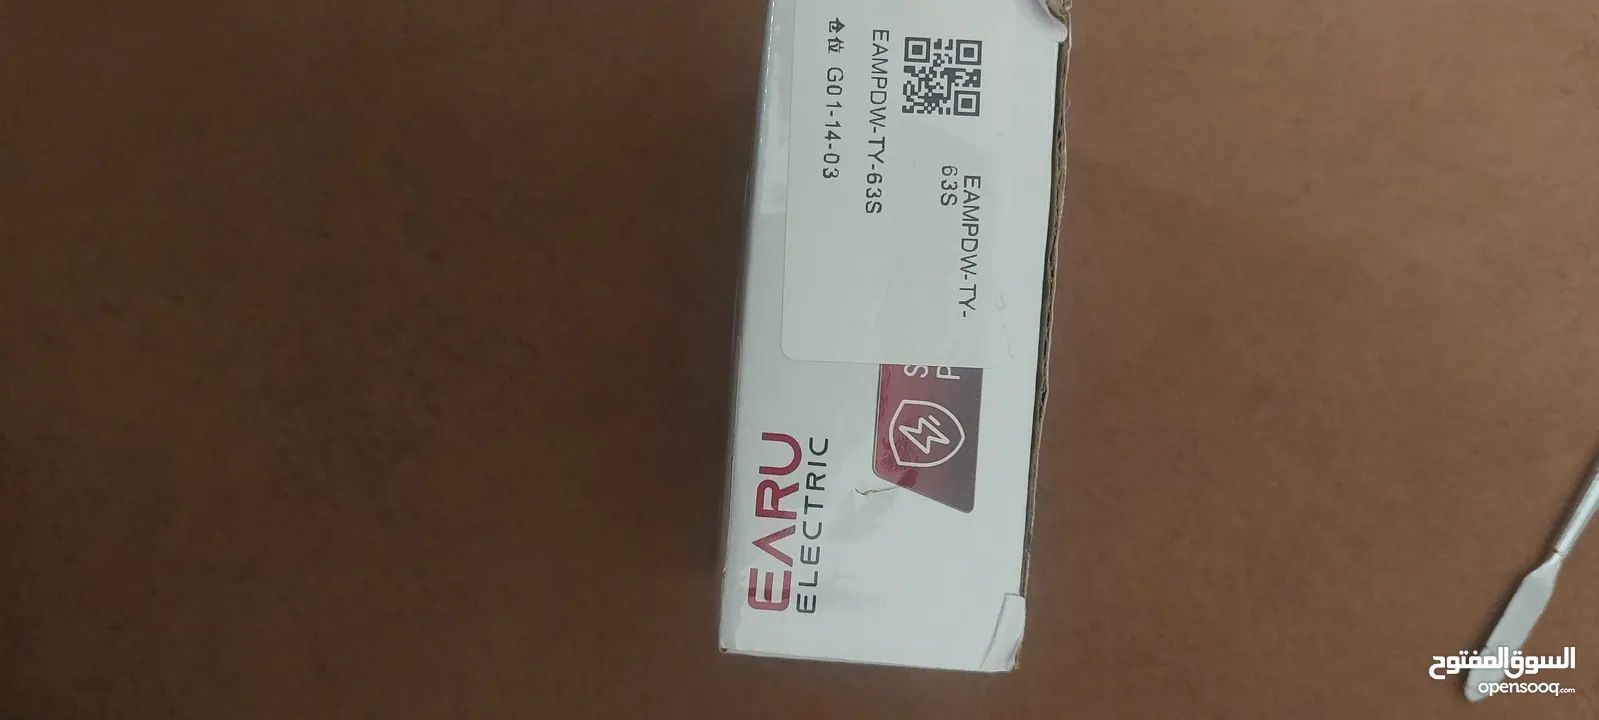 EAMPDW-TY-
63S
EAMPDW-TY-63S
仓位 G01-14-03
EARU
ELECTRIC
السوق المفتوح
opensooq.com